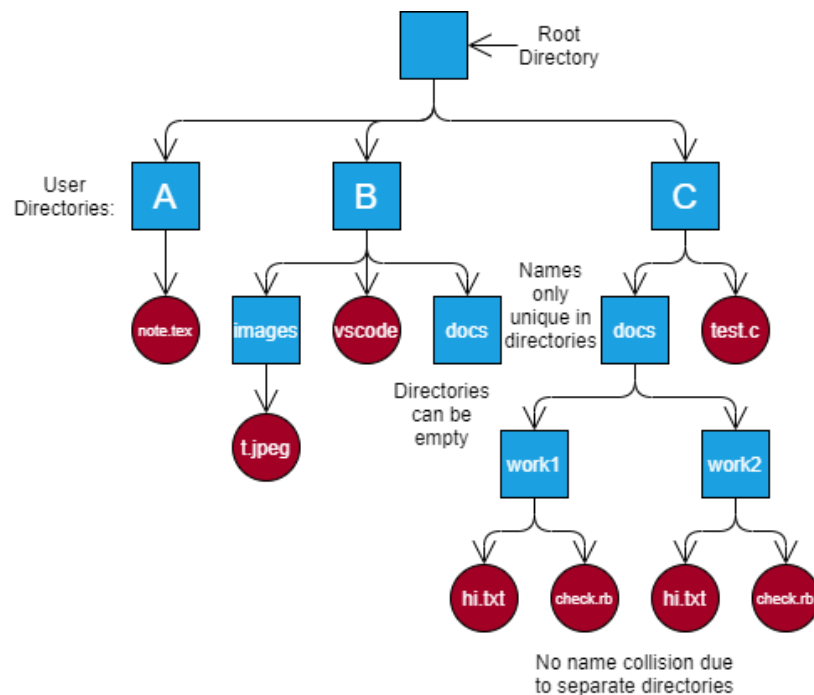 Root
Directory
User
Directories:
A
B
C
Names
only
unique in
directories
note.tex
images
vscode
docs
docs
test.c
Directories
can be
empty
t.jpeg
work1
work2
hi.txt
check.rb
hi.txt
check.rb
No name collision due
to separate directories